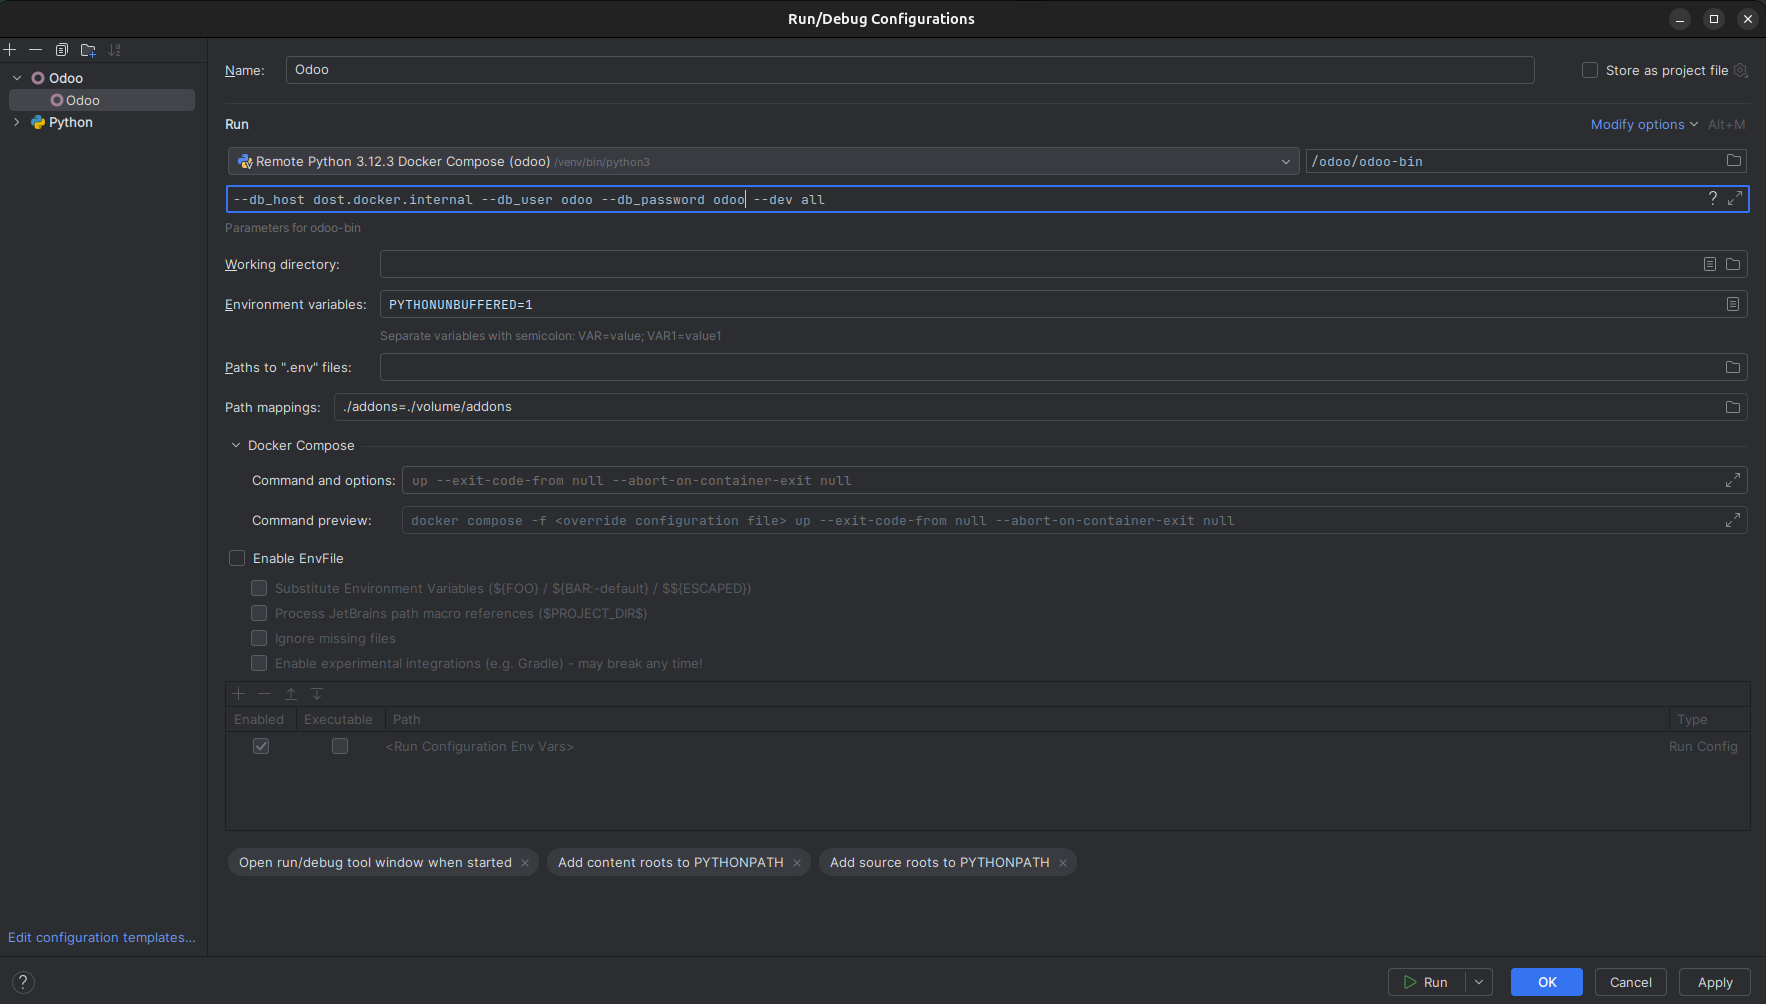 Run/Debug Configurations
Odoo
Odoo
Python
Name:
Odoo
Store as project file
Run
Modify options
Alt+M
Remote Python 3.12.3 Docker Compose (odoo) /venv/bin/python3
/odoo/odoo-bin
--db_host dost.docker.internal --db_user odoo --db_password odoo --dev all
?
Parameters for odoo-bin
Working directory:
Environment variables:
PYTHONUNBUFFERED=1
Separate variables with semicolon: VAR=value; VAR1=value1
Paths to ".env" files:
Path mappings:
./addons=./volume/addons
Docker Compose
Command and options:
up --exit-code-from null --abort-on-container-exit null
Command preview:
docker compose -f <override configuration file> up --exit-code-from null --abort-on-container-exit null
Enable EnvFile
Substitute Environment Variables (${FOO} / ${BAR:-default} / $${ESCAPED})
Process JetBrains path macro references ($PROJECT_DIR$)
Ignore missing files
Enable experimental integrations (e.g. Gradle) - may break any time!
Enabled
Executable
Path
Type
<Run Configuration Env Vars>
Run Config
Open run/debug tool window when started
Add content roots to PYTHONPATH
Add source roots to PYTHONPATH
Edit configuration templates...
?
Run
OK
Cancel
Apply